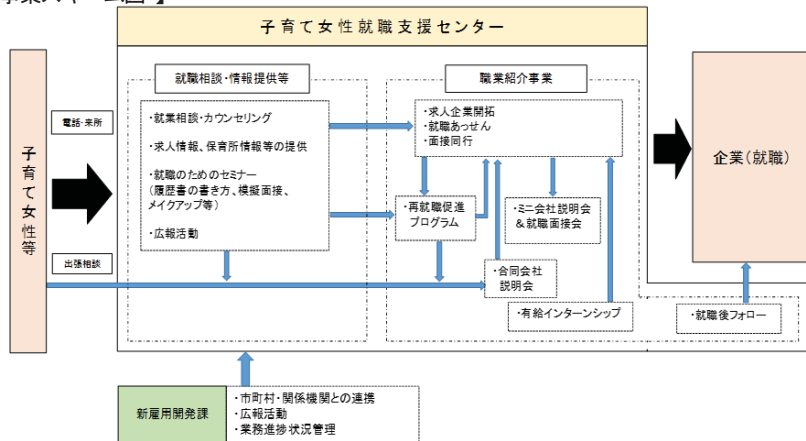 事業スキーム図 】
子育て女性就職支援センター
子育て女性等
電話・来所
出張相談
就職相談・情報提供等
・就業相談・カウンセリング
・求人情報、保育所情報等の提供
・就職のためのセミナー
(履歴書の書き方、模擬面接、
メイクアップ等)
・広報活動
職業紹介事業
・求人企業開拓
・就職あっせん
・面接同行
・再就職促進
プログラム
・ミニ会社説明会
＆就職面接会
・合同会社
説明会
・有給インターンシップ
・就職後フォロー
企業(就職)
新雇用開発課
・市町村・関係機関との連携
・広報活動
・業務進捗状況管理